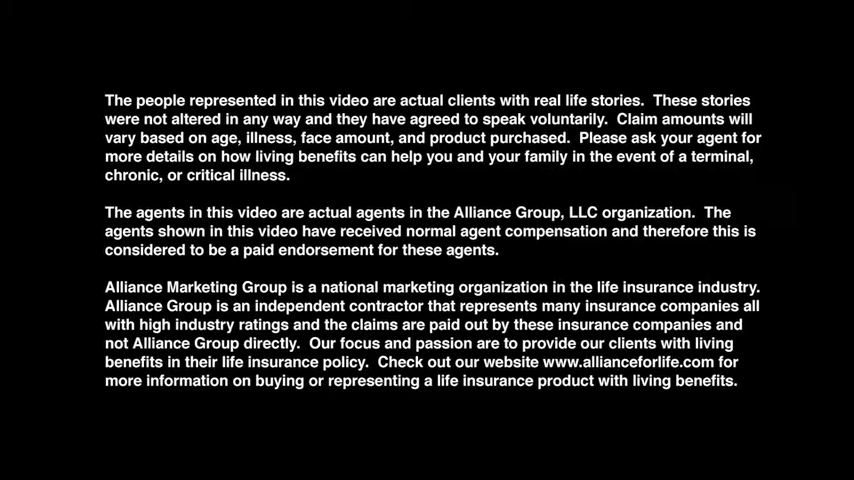 The people represented in this video are actual clients with real life stories.  These stories
were not altered in any way and they have agreed to speak voluntarily.  Claim amounts will
vary based on age, illness, face amount, and product purchased.  Please ask your agent for
more details on how living benefits can help you and your family in the event of a terminal,
chronic, or critical illness.

The agents in this video are actual agents in the Alliance Group, LLC organization.  The
agents shown in this video have received normal agent compensation and therefore this is
considered to be a paid endorsement for these agents.

Alliance Marketing Group is a national marketing organization in the life insurance industry.
Alliance Group is an independent contractor that represents many insurance companies all
with high industry ratings and the claims are paid out by these insurance companies and
not Alliance Group directly.  Our focus and passion are to provide our clients with living
benefits in their life insurance policy.  Check out our website www.allianceforlife.com for
more information on buying or representing a life insurance product with living benefits.